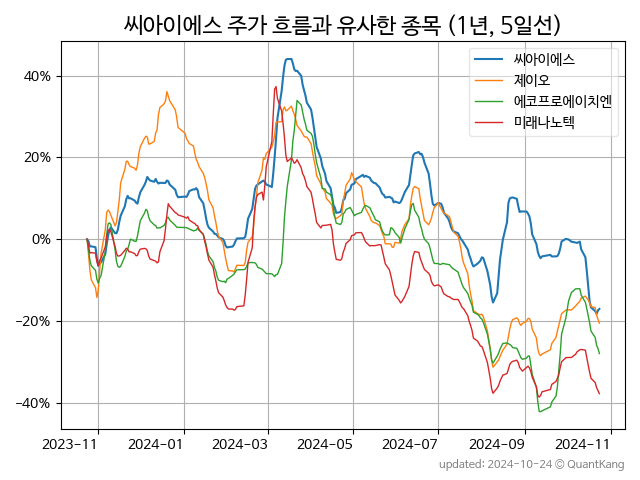 씨아이에스 주가 흐름과 유사한 종목 (1년, 5일선)
씨아이에스
제이오
에코프로에이치엔
미래나노텍
40%
20%
0%
−20%
−40%
2023-11
2024-01
2024-03
2024-05
2024-07
2024-09
2024-11
updated: 2024-10-24 © QuantKang